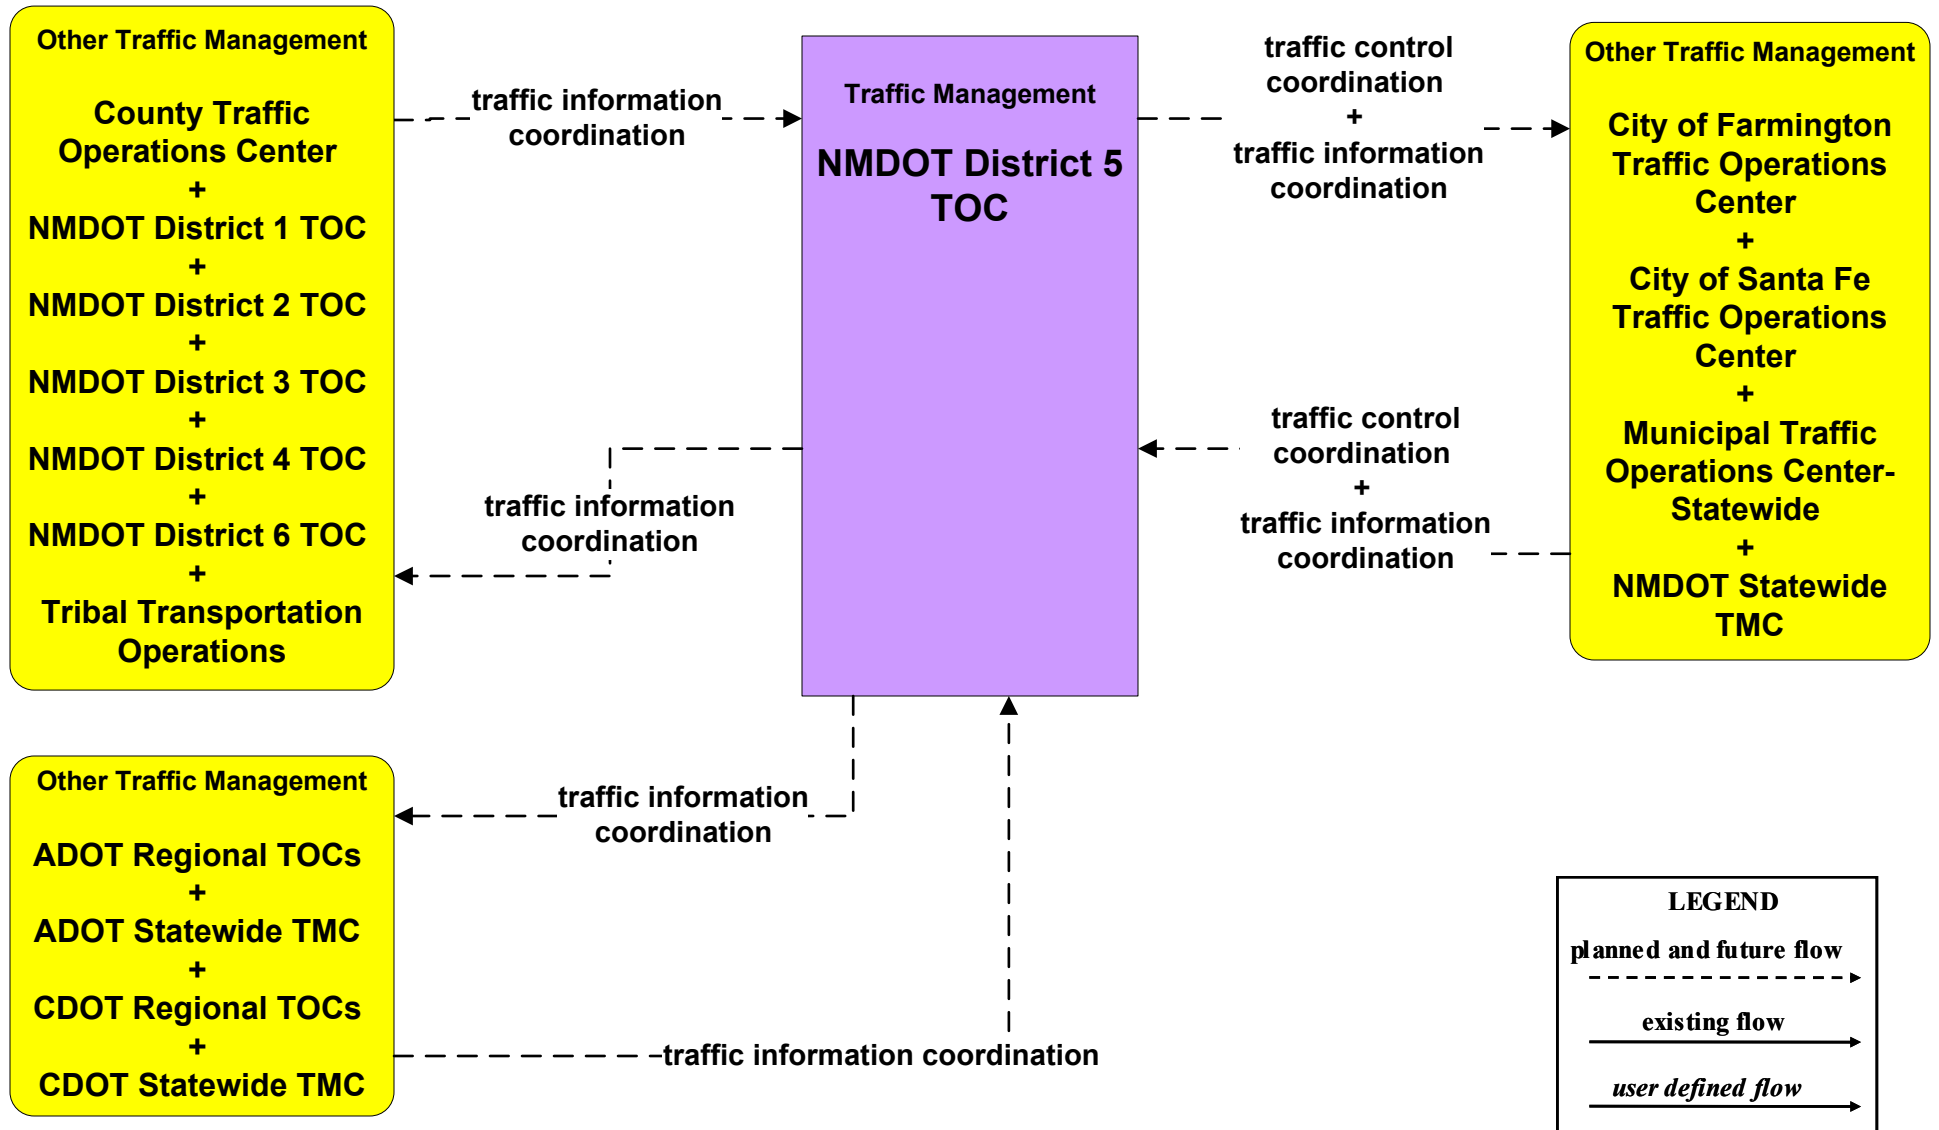 Other Traffic Management
County Traffic
Operations Center
+
NMDOT District 1 TOC
+
NMDOT District 2 TOC
+
NMDOT District 3 TOC
+
NMDOT District 4 TOC
+
NMDOT District 6 TOC
+
Tribal Transportation
Operations
traffic information
coordination
traffic information
coordination
Traffic Management
NMDOT District 5
TOC
traffic control
coordination
+
traffic information
coordination
traffic control
coordination
+
traffic information
coordination
Other Traffic Management
City of Farmington
Traffic Operations
Center
+
City of Santa Fe
Traffic Operations
Center
+
Municipal Traffic
Operations Center-
Statewide
+
NMDOT Statewide
TMC
Other Traffic Management
ADOT Regional TOCs
+
ADOT Statewide TMC
+
CDOT Regional TOCs
+
CDOT Statewide TMC
traffic information
coordination
traffic information coordination
LEGEND
planned and future flow
existing flow
user defined flow